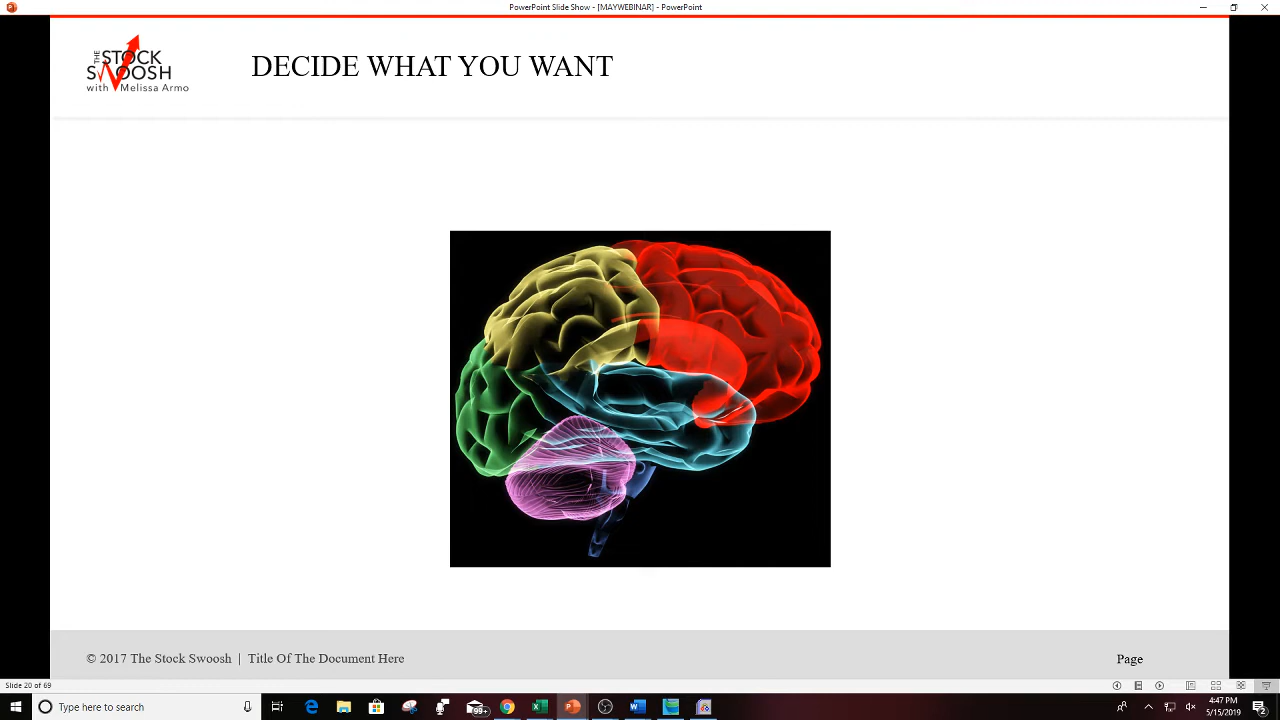 PowerPoint Slide Show - [MAYWEBINAR] - PowerPoint
THE STOCK
SWOOSH
with Melissa Armo
DECIDE WHAT YOU WANT
© 2017 The Stock Swoosh | Title Of The Document Here
Page
Slide 20 of 69
Type here to search
99+
4:47 PM
5/15/2019
2